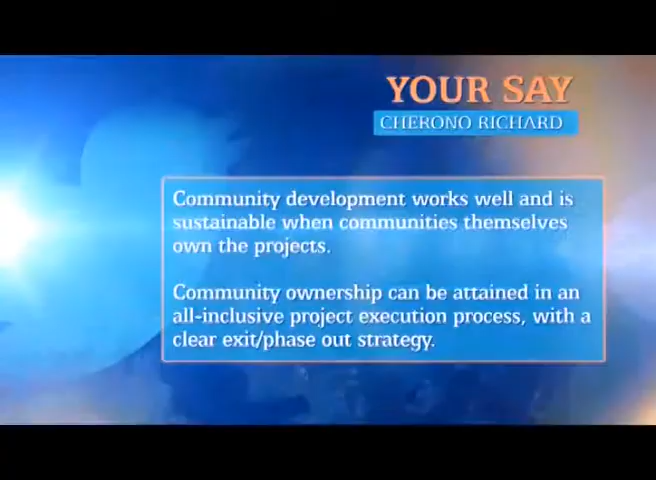 YOUR SAY
CHERONO RICHARD
Community development works well and is
sustainable when communities themselves
own the projects.
Community ownership can be attained in an
all-inclusive project execution process, with a
clear exit/phase out strategy.